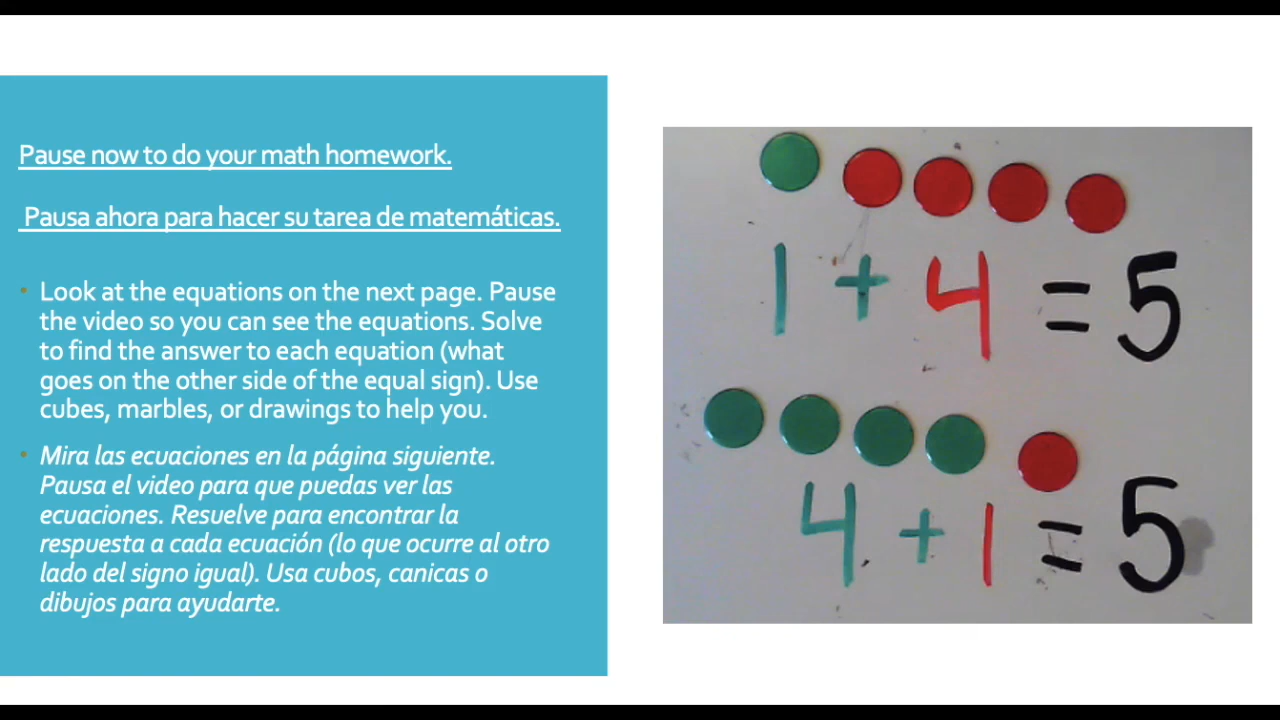 Pause now to do your math homework.
Pausa ahora para hacer su tarea de matemáticas.
• Look at the equations on the next page. Pause
the video so you can see the equations. Solve
to find the answer to each equation (what
goes on the other side of the equal sign). Use
cubes, marbles, or drawings to help you.
• Mira las ecuaciones en la página siguiente.
Pausa el video para que puedas ver las
ecuaciones. Resuelve para encontrar la
respuesta a cada ecuación (lo que ocurre al otro
lado del signo igual). Usa cubos, canicas o
dibujos para ayudarte.
1 + 4 = 5
4 + 1 = 5